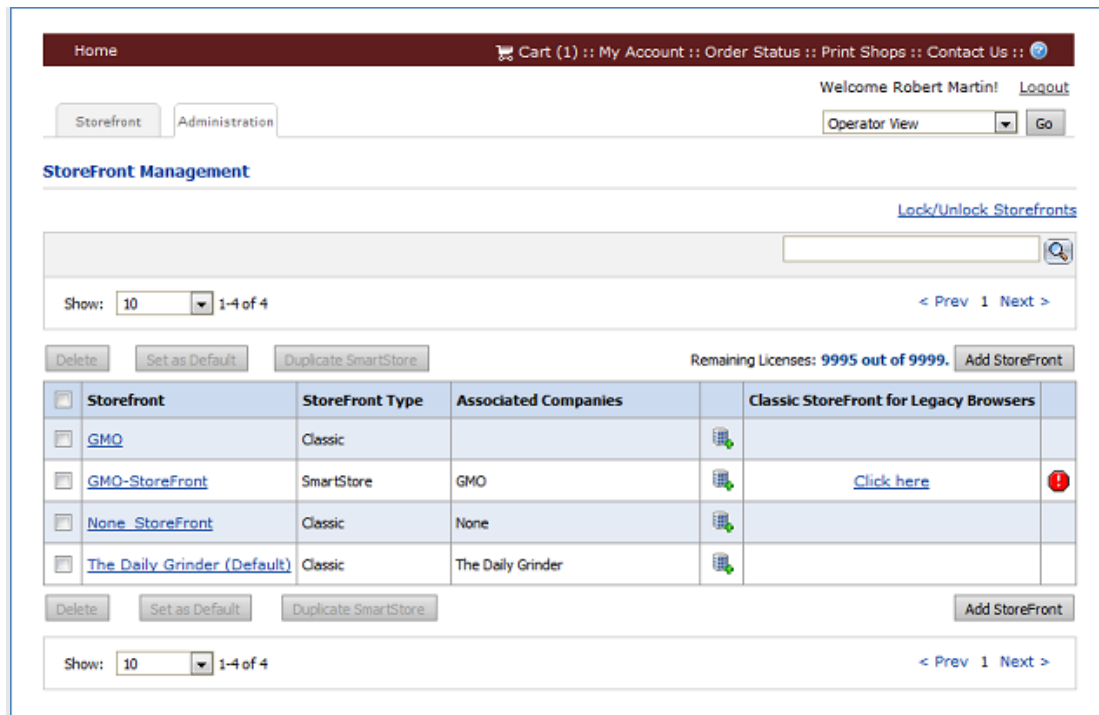 Home Cart (1) :: My Account :: Order Status :: Print Shops :: Contact Us :: ?
Welcome Robert Martin! Logout
Storefront Administration Operator View Go
StoreFront Management
Lock/Unlock Storefronts
Show: 10 1-4 of 4 < Prev 1 Next >
Delete Set as Default Duplicate SmartStore Remaining Licenses: 9995 out of 9999. Add StoreFront
Storefront StoreFront Type Associated Companies Classic StoreFront for Legacy Browsers
GMO Classic
GMO-StoreFront SmartStore GMO Click here !
None_StoreFront Classic None
The Daily Grinder (Default) Classic The Daily Grinder
Delete Set as Default Duplicate SmartStore Add StoreFront
Show: 10 1-4 of 4 < Prev 1 Next >